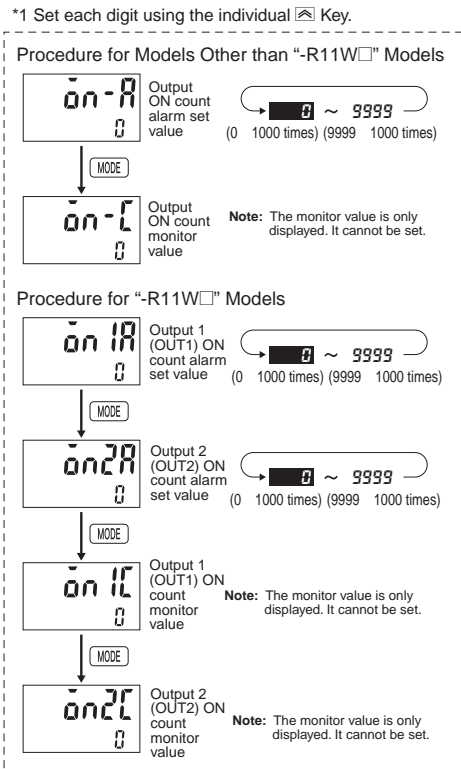 *1 Set each digit using the individual Key.
Procedure for Models Other than “-R11W□” Models
on-A
0
Output
ON count
alarm set
value
0 ~ 9999
(0 1000 times) (9999 1000 times)
MODE
on-C
0
Output
ON count
monitor
value
Note: The monitor value is only
displayed. It cannot be set.
Procedure for “-R11W□” Models
on1A
0
Output 1
(OUT1) ON
count alarm
set value
0 ~ 9999
(0 1000 times) (9999 1000 times)
MODE
on2A
0
Output 2
(OUT2) ON
count alarm
set value
0 ~ 9999
(0 1000 times) (9999 1000 times)
MODE
on1C
0
Output 1
(OUT1) ON
count
monitor
value
Note: The monitor value is only
displayed. It cannot be set.
MODE
on2C
0
Output 2
(OUT2) ON
count
monitor
value
Note: The monitor value is only
displayed. It cannot be set.